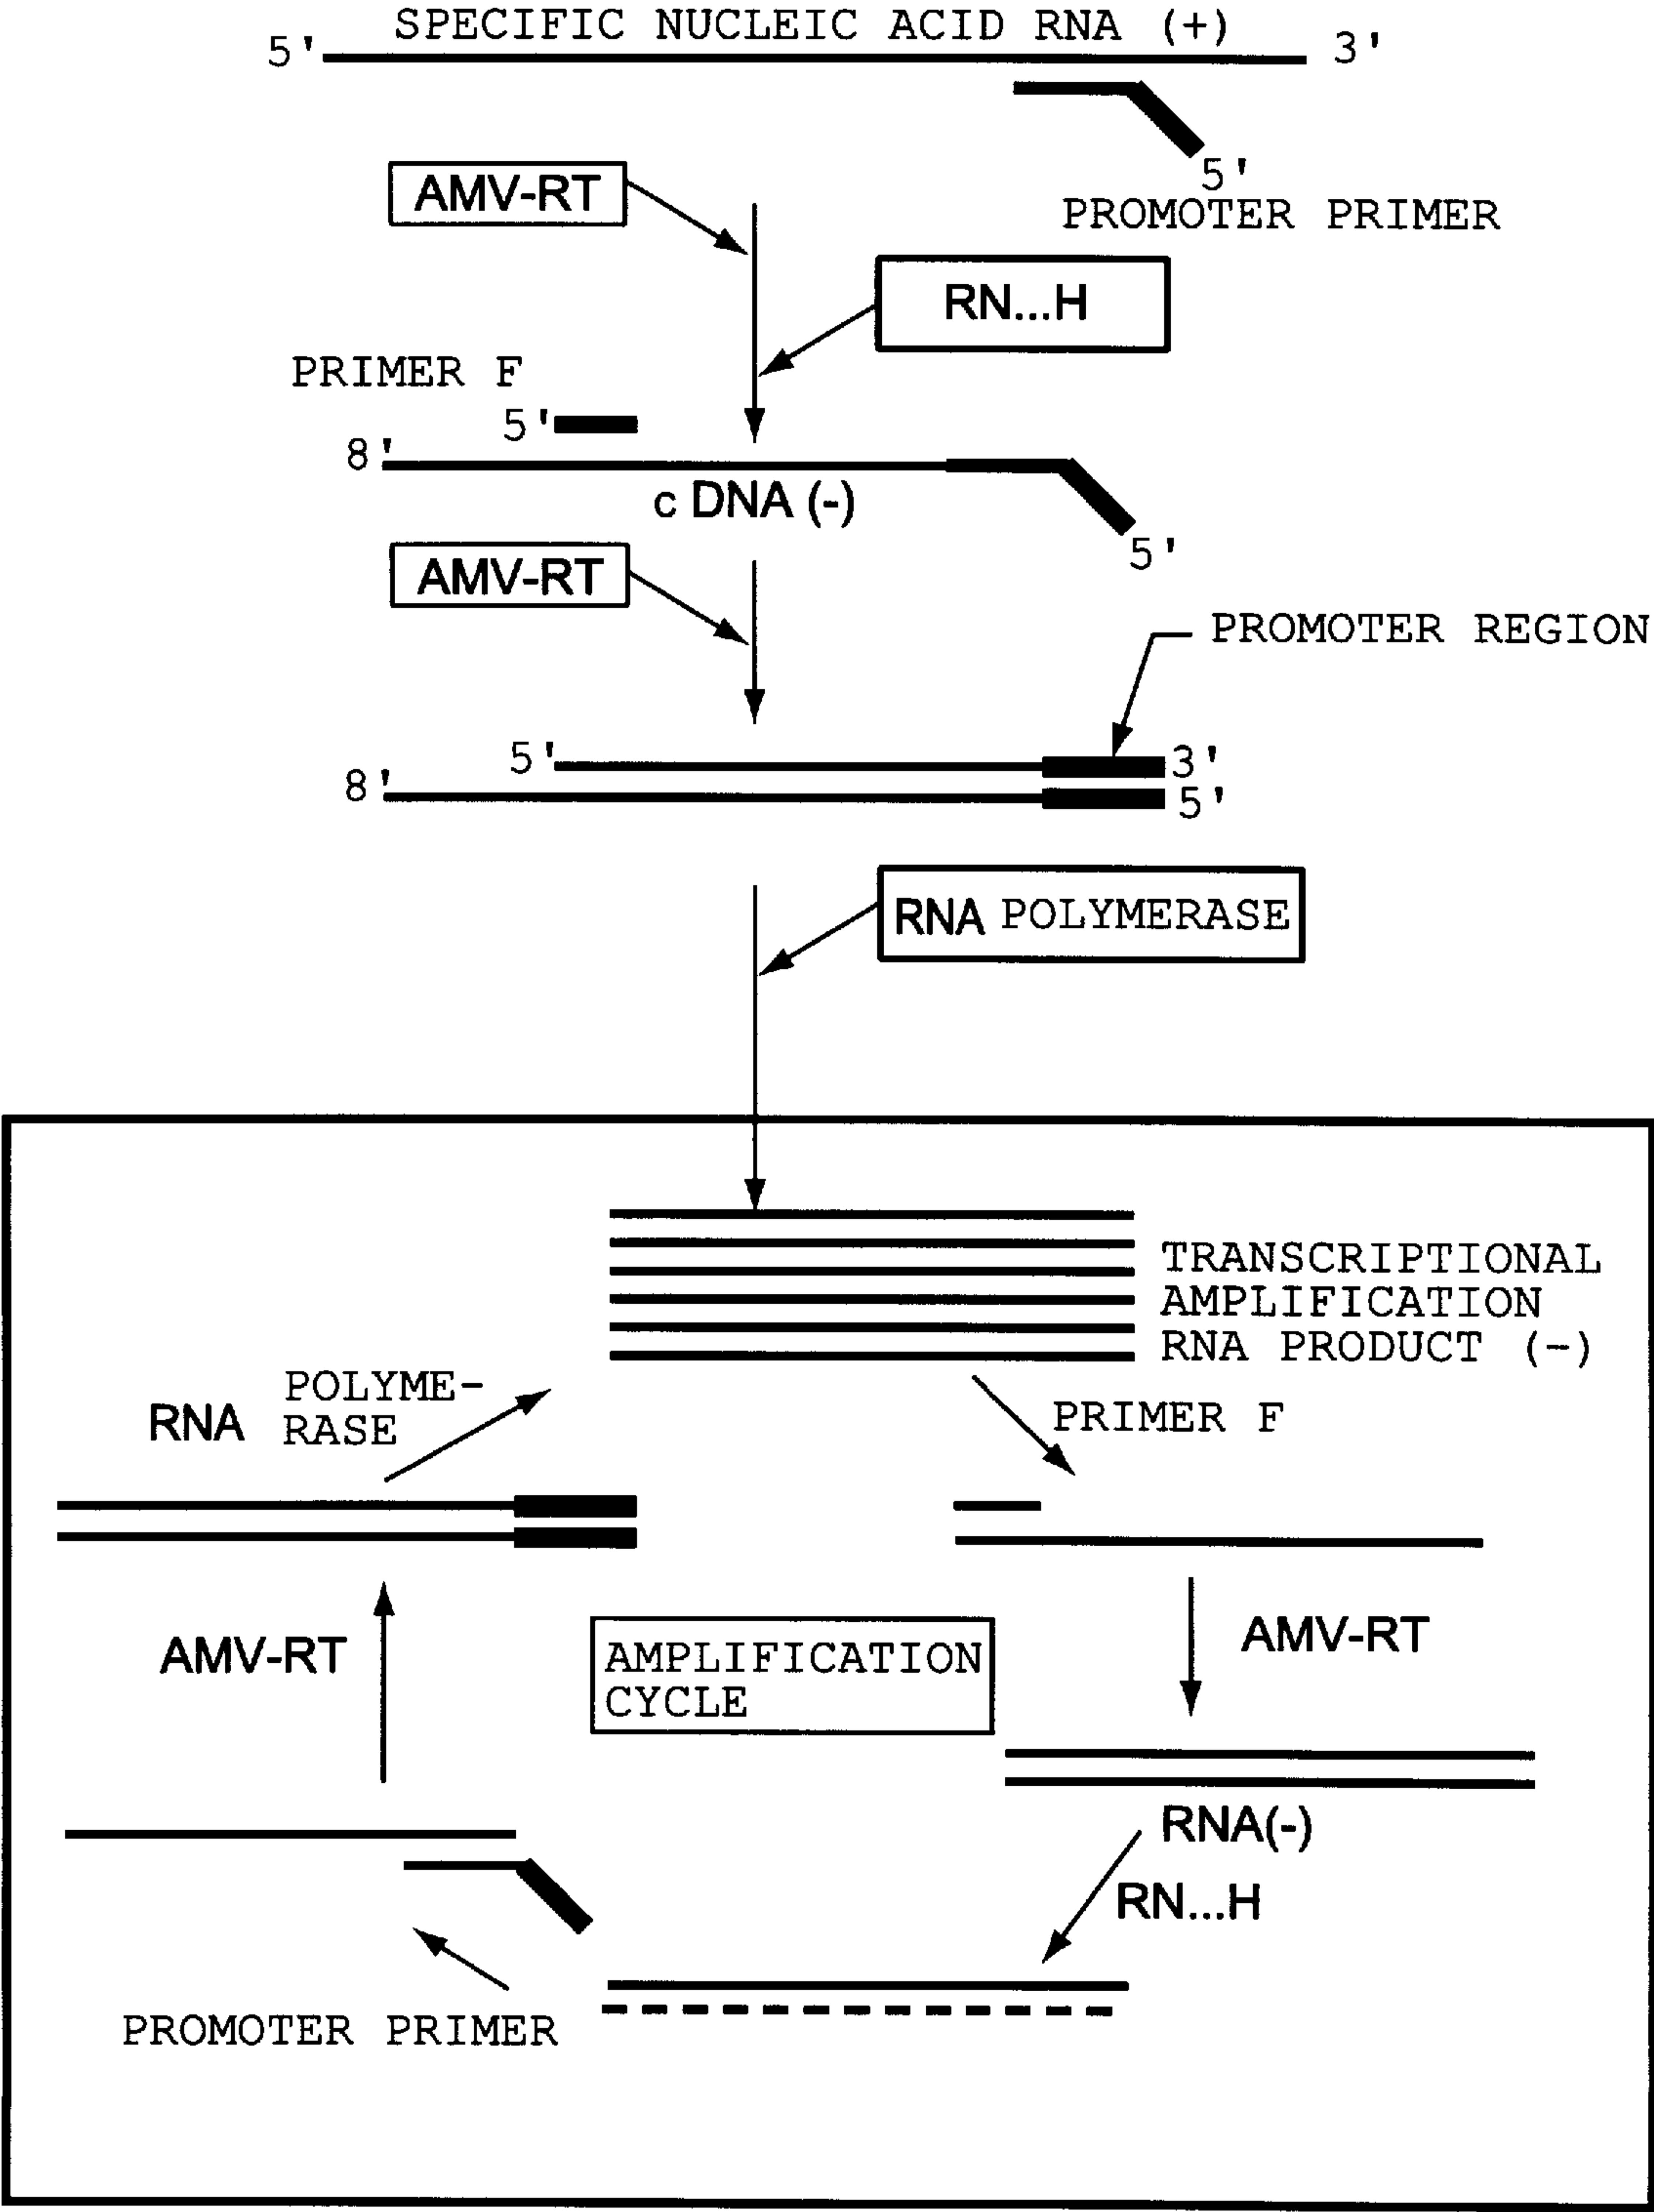 SPECIFIC NUCLEIC ACID RNA (+)
5' 3'
5'
PROMOTER PRIMER
AMV-RT
RN...H
PRIMER F
5'
8'
c DNA (-)
5'
AMV-RT
PROMOTER REGION
5' 3'
8' 5'
RNA POLYMERASE
TRANSCRIPTIONAL
AMPLIFICATION
RNA PRODUCT (-)
RNA POLYME-
RASE
PRIMER F
AMV-RT
AMPLIFICATION
CYCLE
AMV-RT
RNA(-)
RN...H
PROMOTER PRIMER